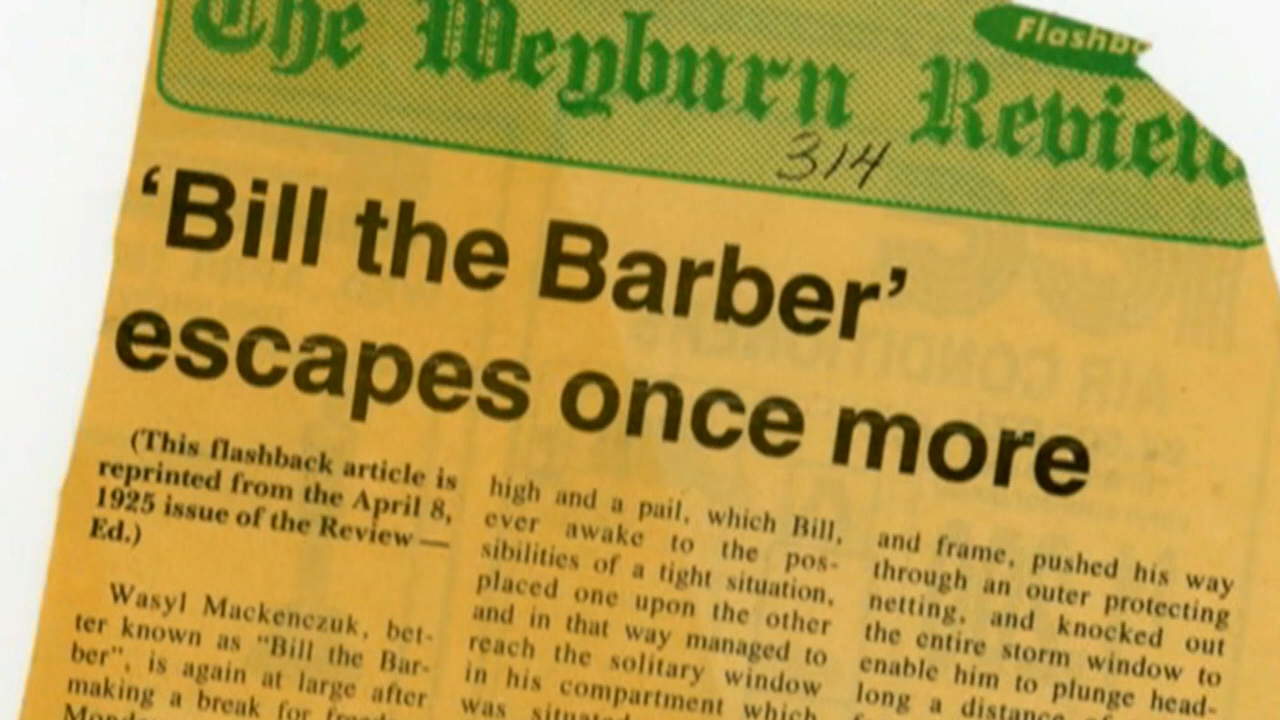 The Weyburn Review
314
'Bill the Barber'
escapes once more
(This flashback article is
reprinted from the April 8,
1925 issue of the Review —
Ed.)
Wasyl Mackenczuk, bet-
ter known as "Bill the Bar-
ber", is again at large after
making a break for
high and a pail, which Bill,
ever awake to the pos-
sibilities of a tight situation,
placed one upon the other
and in that way managed to
reach the solitary window
in his compartment which
was
and frame, pushed his way
through an outer protecting
netting, and knocked out
the entire storm window to
enable him to plunge head-
long a distance